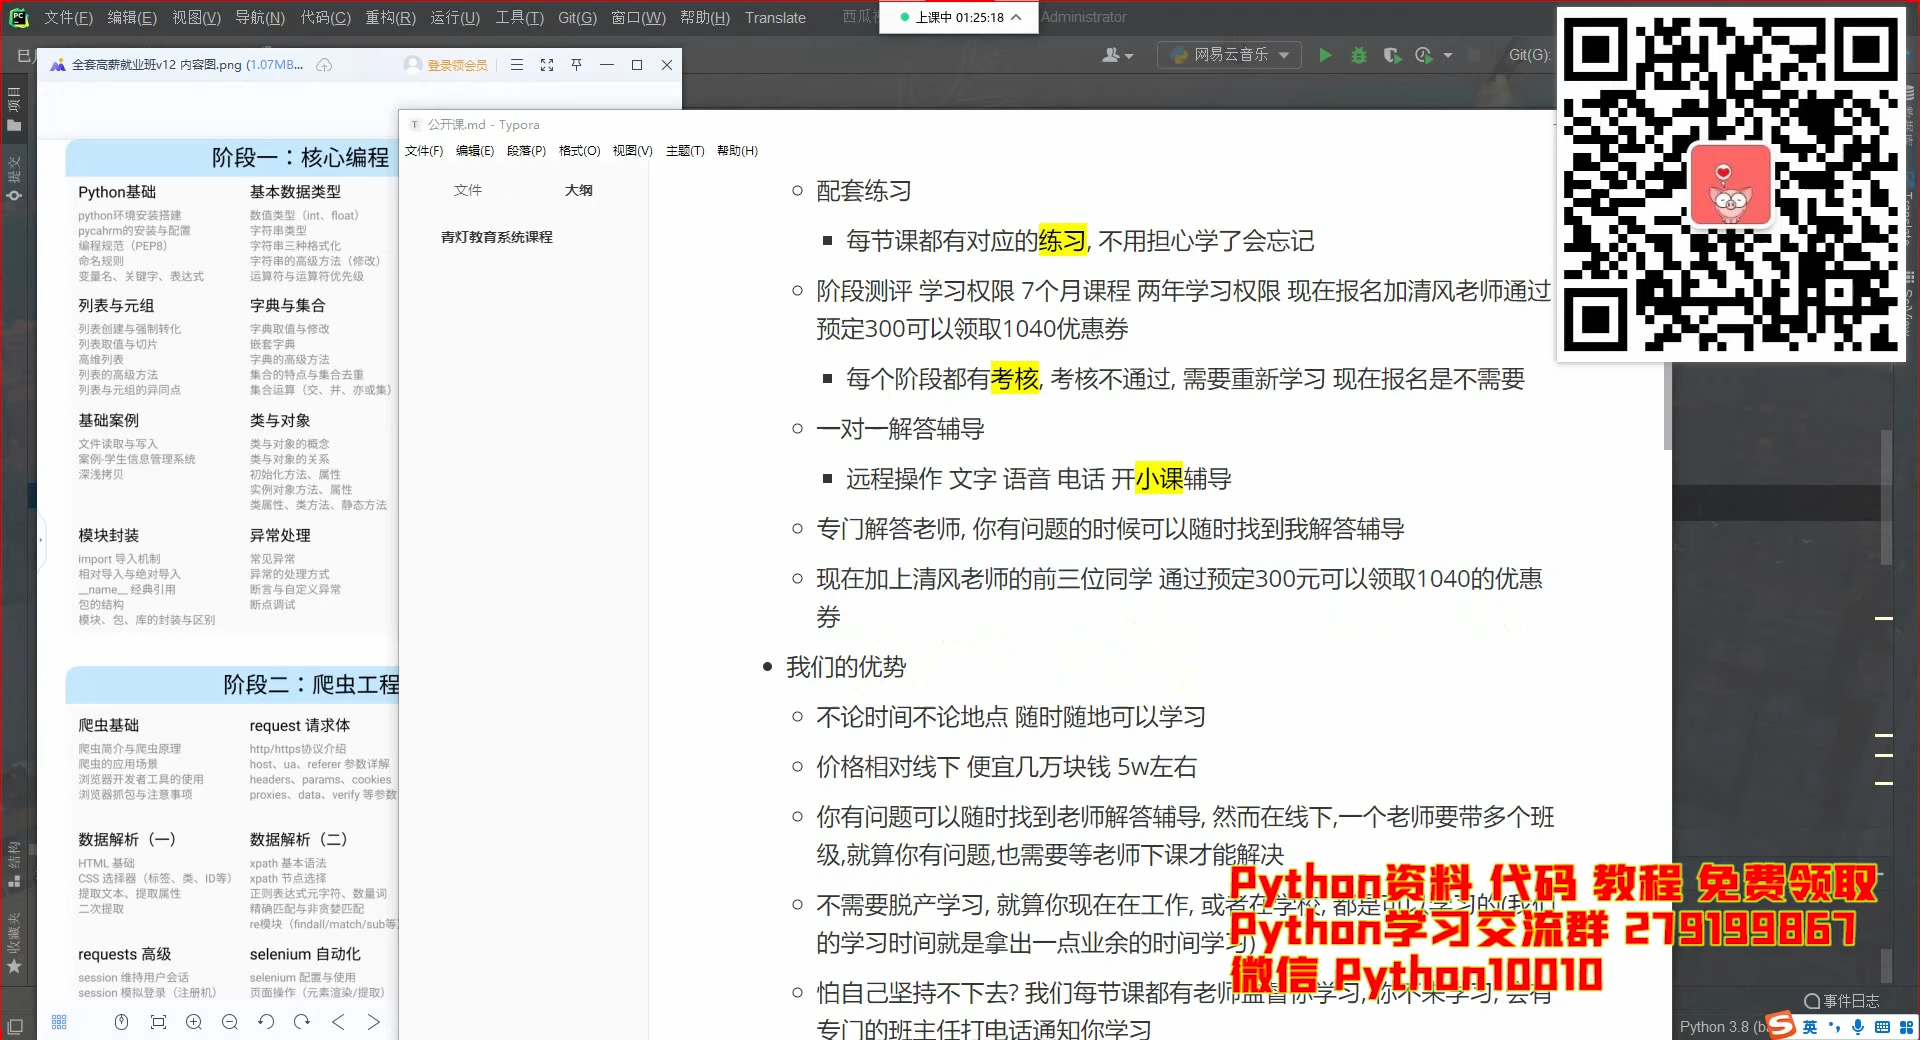 文件(F) 编辑(E) 视图(V) 导航(N) 代码(C) 重构(R) 运行(U) 工具(T) Git(G) 窗口(W) 帮助(H) Translate
上课中 01:25:18
Administrator
网易云音乐
Git(G):
全套高薪就业班v12 内容图.png (1.07MB...
登录领会员
项目
提交
结构
收藏夹
阶段一：核心编程
Python基础
python环境安装搭建
pycahrm的安装与配置
编程规范（PEP8）
命名规则
变量名、关键字、表达式
基本数据类型
数值类型（int、float）
字符串类型
字符串三种格式化
字符串的高级方法（修改）
运算符与运算符优先级
列表与元组
列表创建与强制转化
列表取值与切片
高维列表
列表的高级方法
列表与元组的异同点
字典与集合
字典取值与修改
嵌套字典
字典的高级方法
集合的特点与集合去重
集合运算（交、并、亦或集）
基础案例
文件读取与写入
案例-学生信息管理系统
深浅拷贝
类与对象
类与对象的概念
类与对象的关系
初始化方法、属性
实例对象方法、属性
类属性、类方法、静态方法
模块封装
import 导入机制
相对导入与绝对导入
__name__ 经典引用
包的结构
模块、包、库的封装与区别
异常处理
常见异常
异常的处理方式
断言与自定义异常
断点调试
阶段二：爬虫工程
爬虫基础
爬虫简介与爬虫原理
爬虫的应用场景
浏览器开发者工具的使用
浏览器抓包与注意事项
request 请求体
http/https协议介绍
host、ua、referer 参数详解
headers、params、cookies
proxies、data、verify 等参数
数据解析（一）
HTML 基础
CSS 选择器（标签、类、ID等）
提取文本、提取属性
二次提取
数据解析（二）
xpath 基本语法
xpath 节点选择
正则表达式元字符、数量词
精确匹配与非贪婪匹配
re模块（findall/match/sub等）
requests 高级
session 维持用户会话
session 模拟登录（注册机）
selenium 自动化
selenium 配置与使用
页面操作（元素渲染/提取）
公开课.md - Typora
文件(F) 编辑(E) 段落(P) 格式(O) 视图(V) 主题(T) 帮助(H)
文件 大纲
青灯教育系统课程
配套练习
每节课都有对应的练习, 不用担心学了会忘记
阶段测评 学习权限 7个月课程 两年学习权限 现在报名加清风老师通过
预定300可以领取1040优惠券
每个阶段都有考核, 考核不通过, 需要重新学习 现在报名是不需要
一对一解答辅导
远程操作 文字 语音 电话 开小课辅导
专门解答老师, 你有问题的时候可以随时找到我解答辅导
现在加上清风老师的前三位同学 通过预定300元可以领取1040的优惠
券
我们的优势
不论时间不论地点 随时随地可以学习
价格相对线下 便宜几万块钱 5w左右
你有问题可以随时找到老师解答辅导, 然而在线下,一个老师要带多个班
级,就算你有问题,也需要等老师下课才能解决
不需要脱产学习, 就算你现在在工作, 或者在学校, 都是可以学习的(我们
的学习时间就是拿出一点业余的时间学习)
怕自己坚持不下去? 我们每节课都有老师监督你学习, 你不来学习, 会有
专门的班主任打电话通知你学习
Python资料 代码 教程 免费领取
Python学习交流群 279199867
微信 Python10010
事件日志
Python 3.8
英